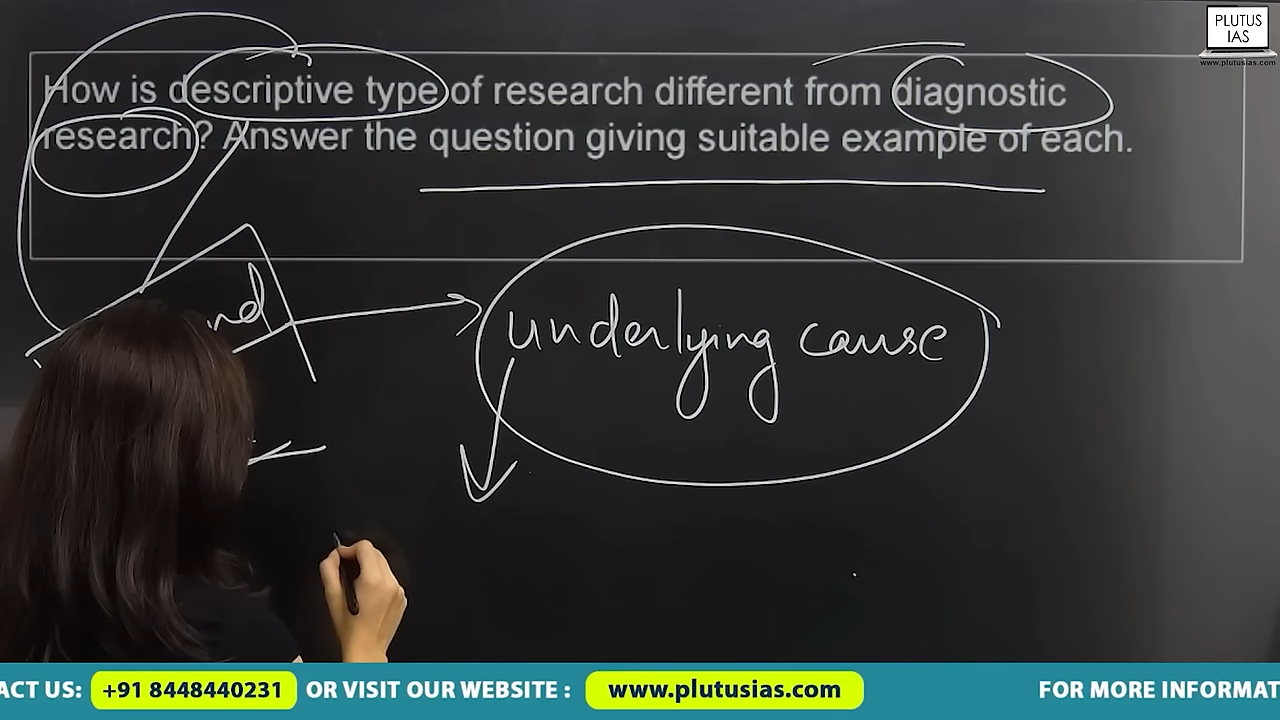 PLUTUS
IAS
www.plutusias.com
How is descriptive type of research different from diagnostic
research? Answer the question giving suitable example of each.
underlying cause
ACT US: +91 8448440231 OR VISIT OUR WEBSITE : www.plutusias.com FOR MORE INFORMAT